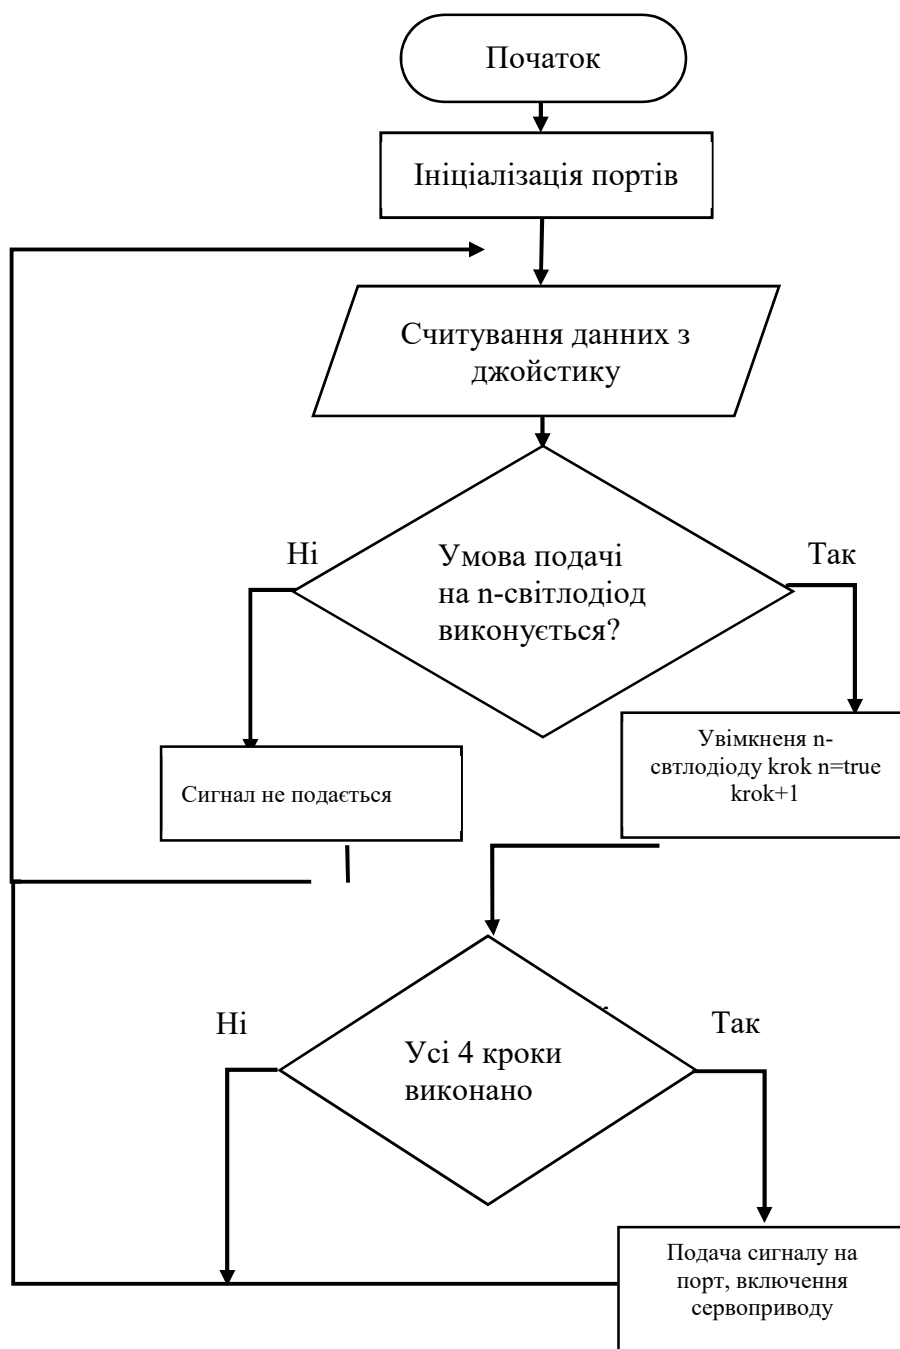 Початок
Ініціалізація портів
Считування данних з
джойстику
Ні
Так
Умова подачі
на n-світлодіод
виконується?
Сигнал не подається
Увімкненя n-
свтлодіоду krok n=true
krok+1
Ні
Так
Усі 4 кроки
виконано
Подача сигналу на
порт, включення
сервоприводу